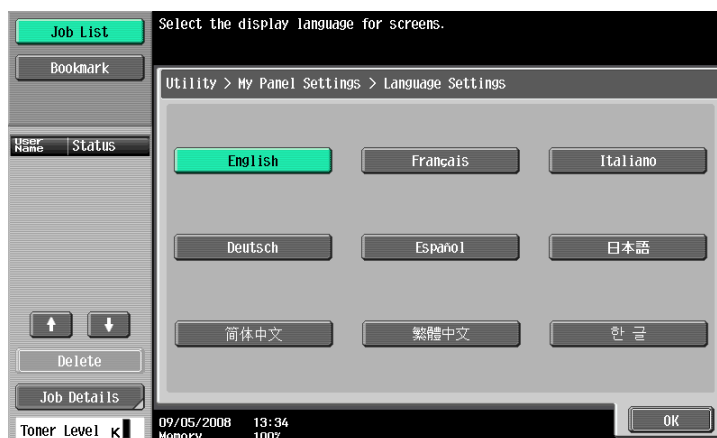 Job List
Bookmark
Select the display language for screens.
Utility > My Panel Settings > Language Settings
User Name Status
English Français Italiano
Deutsch Español 日本語
简体中文 繁體中文 한 글
Delete
Job Details
Toner Level K
09/05/2008 13:34
Memory 100%
OK